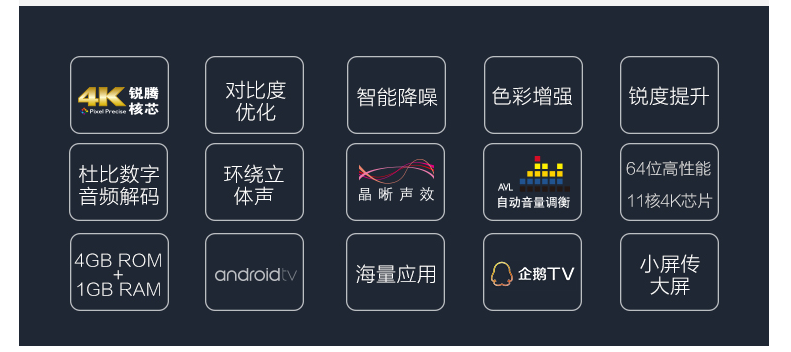 4K 锐腾
Pixel Precise 核芯
对比度
优化
智能降噪
色彩增强
锐度提升
杜比数字
音频解码
环绕立
体声
晶晰声效
AVL
自动音量调衡
64位高性能
11核4K芯片
4GB ROM
+
1GB RAM
androidtv
海量应用
企鹅TV
小屏传
大屏